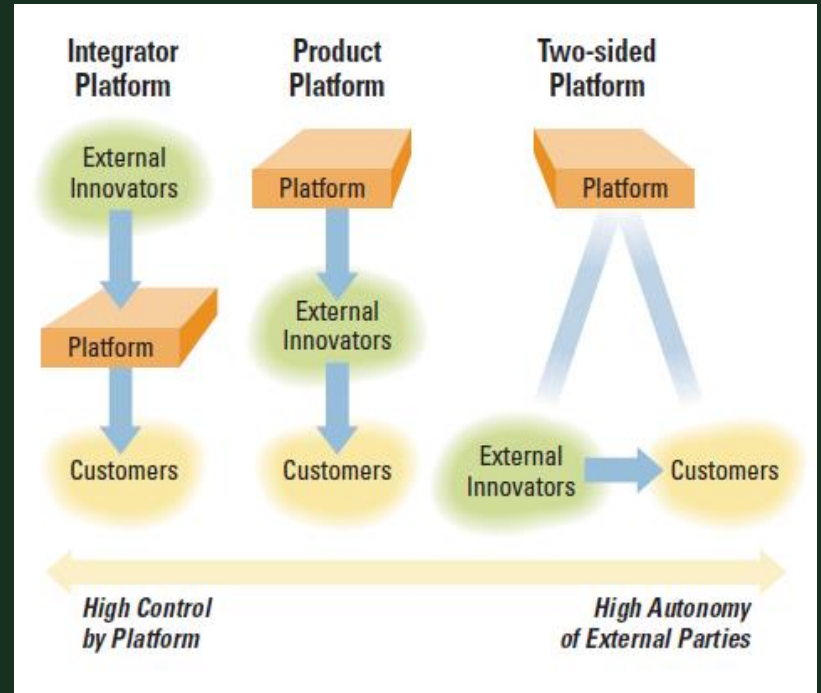 Integrator
Platform
External
Innovators
Platform
Customers
Product
Platform
Platform
External
Innovators
Customers
Two-sided
Platform
Platform
External
Innovators
Customers
High Control
by Platform
High Autonomy
of External Parties